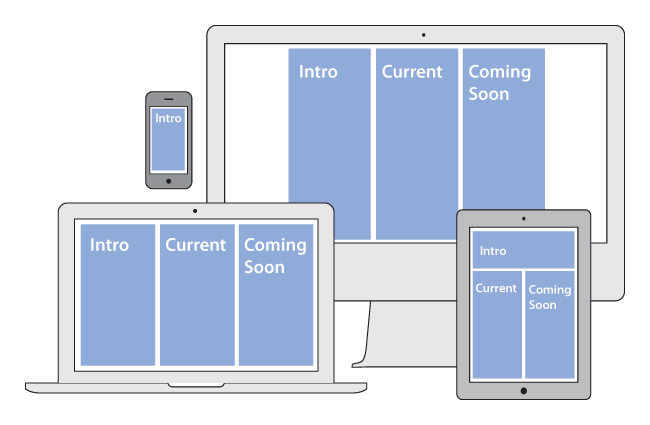 Intro
Current
Coming
Soon
Intro
Intro
Current
Coming
Soon
Intro
Current
Coming
Soon